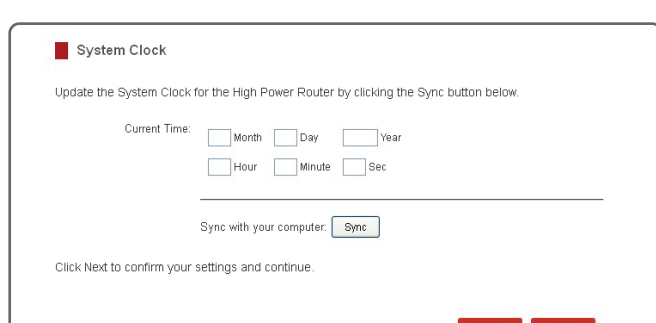 System Clock
Update the System Clock for the High Power Router by clicking the Sync button below.
Current Time: Month Day Year
Hour Minute Sec
Sync with your computer: Sync
Click Next to confirm your settings and continue.